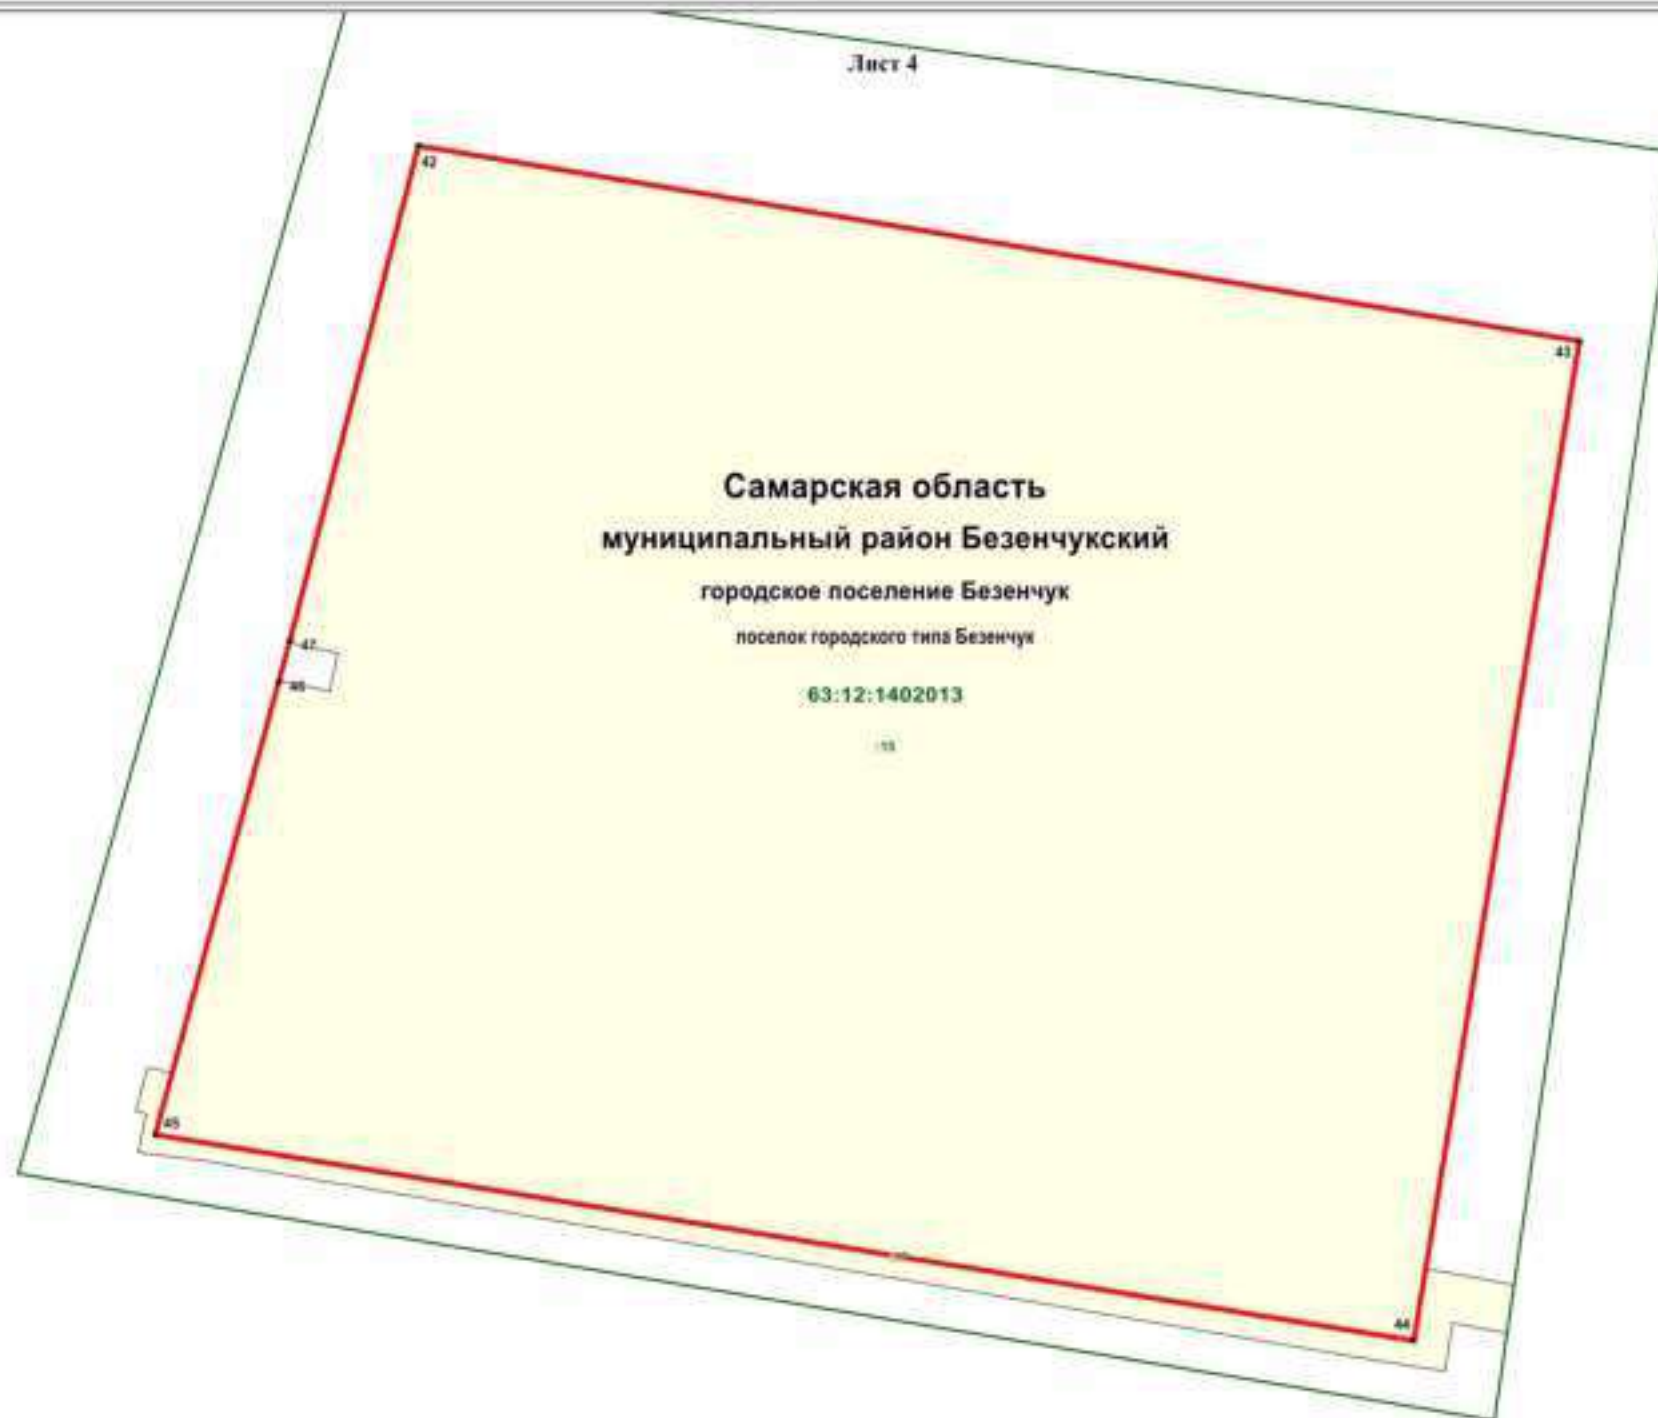 Лист 4
42
43
Самарская область
муниципальный район Безенчукский
городское поселение Безенчук
поселок городского типа Безенчук
47
46
63:12:1402013
:15
45
44